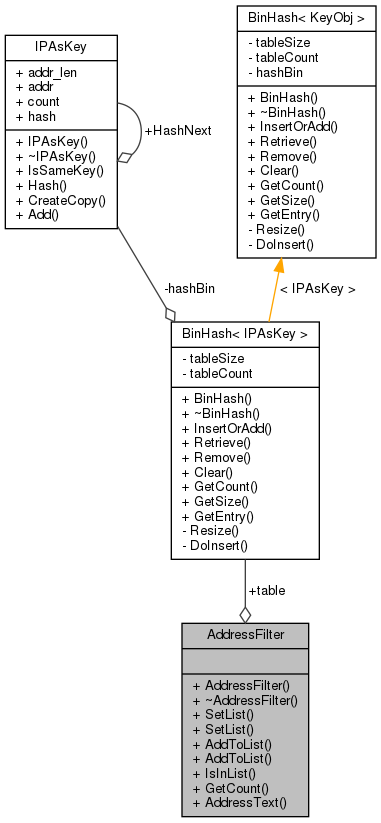 IPAsKey
+ addr_len
+ addr
+ count
+ hash
+ IPAsKey()
+ ~IPAsKey()
+ IsSameKey()
+ Hash()
+ CreateCopy()
+ Add()
+HashNext
BinHash< KeyObj >
- tableSize
- tableCount
- hashBin
+ BinHash()
+ ~BinHash()
+ InsertOrAdd()
+ Retrieve()
+ Remove()
+ Clear()
+ GetCount()
+ GetSize()
+ GetEntry()
- Resize()
- DoInsert()
-hashBin
< IPAsKey >
BinHash< IPAsKey >
- tableSize
- tableCount
+ BinHash()
+ ~BinHash()
+ InsertOrAdd()
+ Retrieve()
+ Remove()
+ Clear()
+ GetCount()
+ GetSize()
+ GetEntry()
- Resize()
- DoInsert()
+table
AddressFilter
+ AddressFilter()
+ ~AddressFilter()
+ SetList()
+ SetList()
+ AddToList()
+ AddToList()
+ IsInList()
+ GetCount()
+ AddressText()